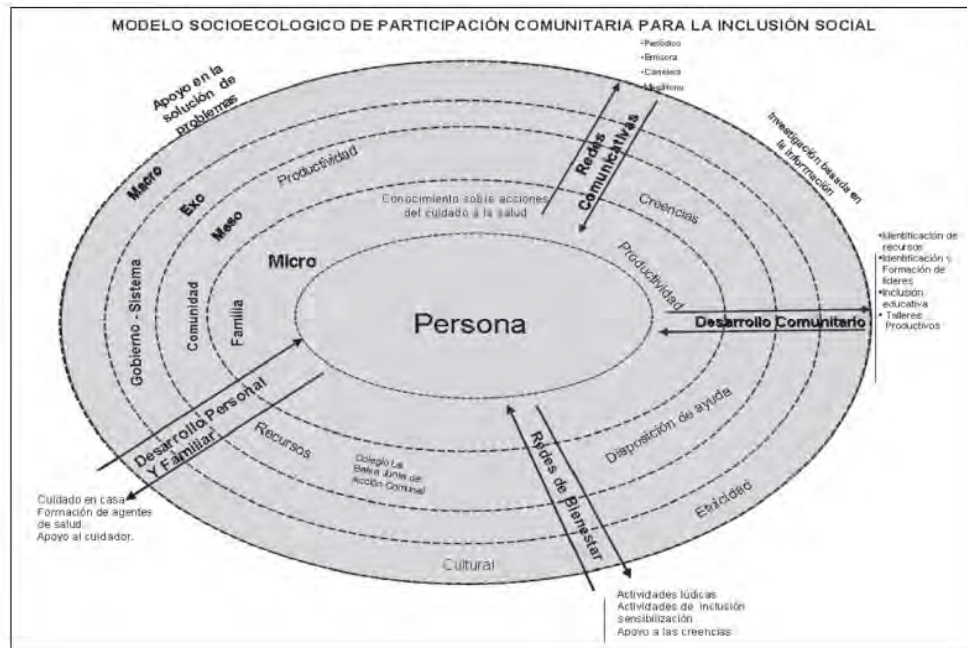 MODELO SOCIOECOLOGICO DE PARTICIPACIÓN COMUNITARIA PARA LA INCLUSIÓN SOCIAL
Apoyo en la
solución de
problemas
•Periódico
•Emisora
•Cartelera
Investigación basada en
la información
Macro
Exo
Meso
Micro
Productividad
Redes
Comunicativas
Conocimiento sobre acciones
del cuidado a la salud
Creencias
Productividad
Gobierno - Sistema
Comunidad
Familia
Persona
•Identificación de
recursos
•Identificación y
Formación de
líderes
•Inclusión
educativa
• Talleres
Productivos
Desarrollo Comunitario
Desarrollo Personal
Y Familiar
Recursos
Colegio La
Junta de
Acción Comunal
Redes de Bienestar
Disposición de ayuda
Etnicidad
Cultural
Cuidado en casa
Formación de agentes
de salud.
Apoyo al cuidador.
Actividades lúdicas
Actividades de inclusión
sensibilización
Apoyo a las creencias